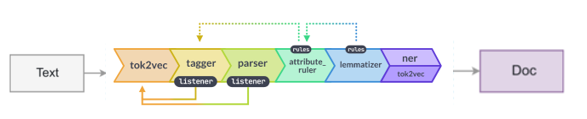 Text
tok2vec
tagger
listener
parser
listener
rules
attribute_
ruler
rules
lemmatizer
ner
tok2vec
Doc